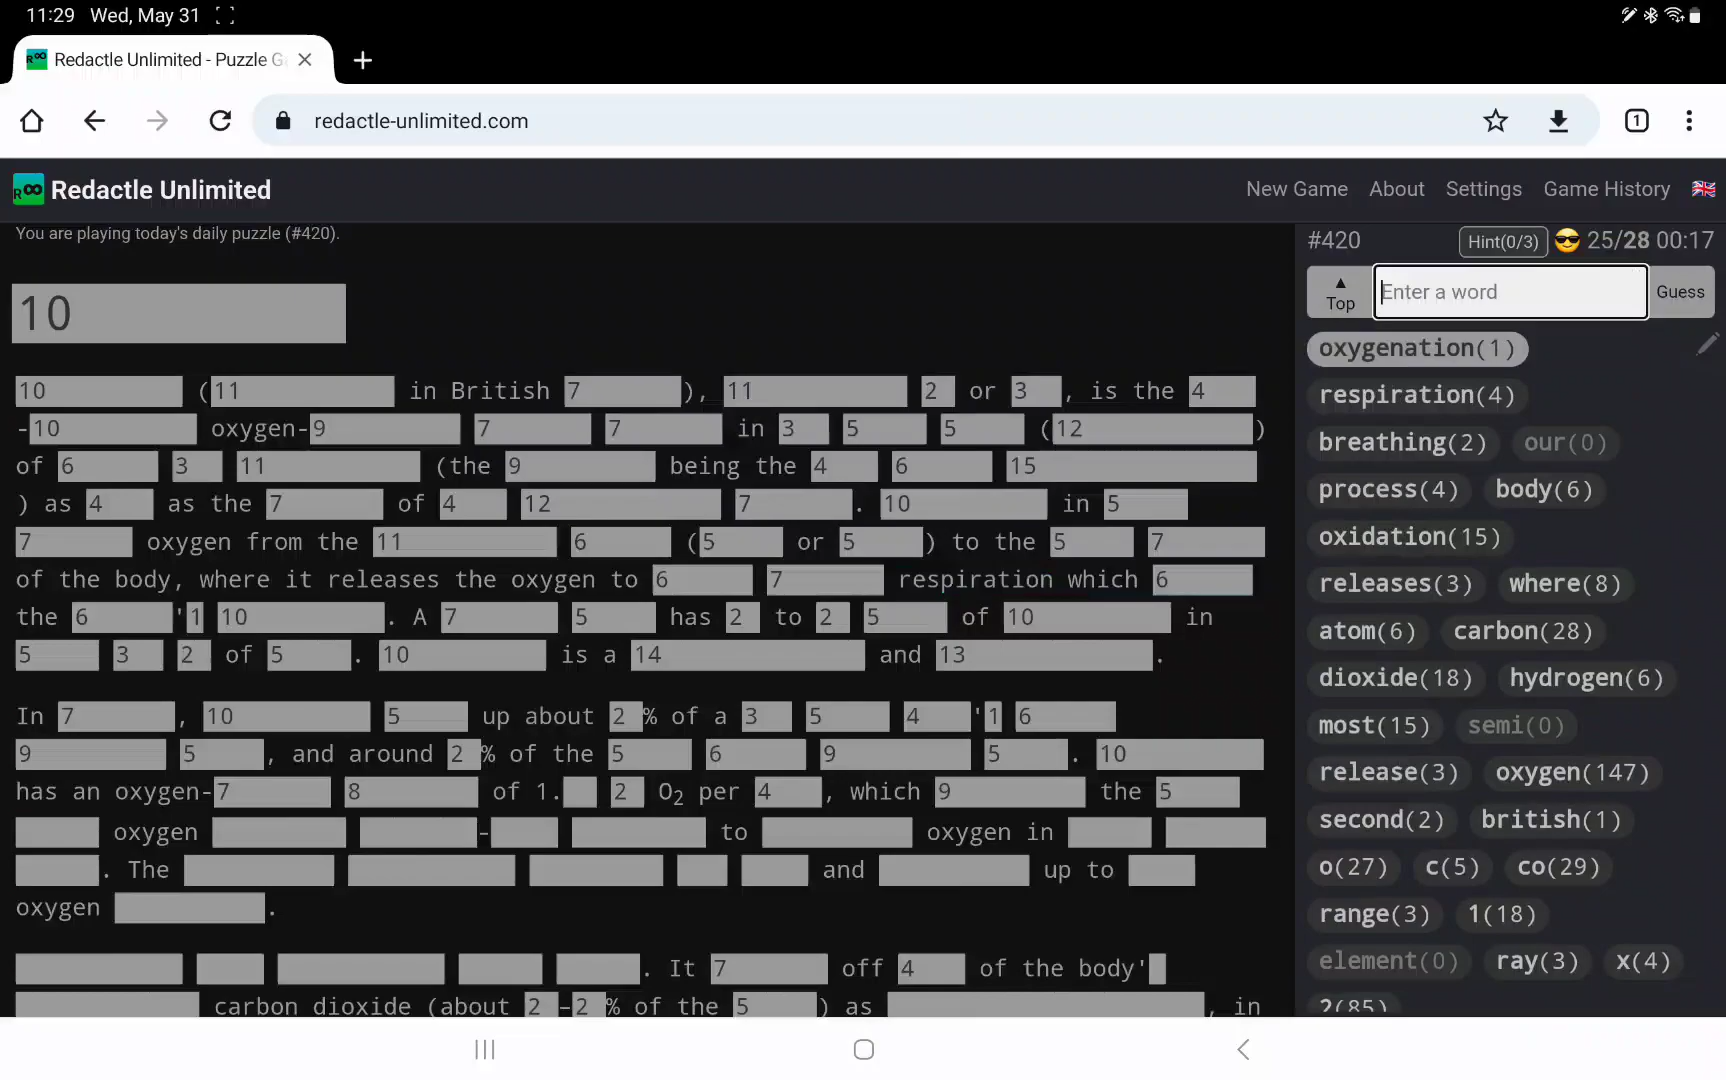 11:29 Wed, May 31
Redactle Unlimited - Puzzle G
redactle-unlimited.com
1
Redactle Unlimited
New Game About Settings Game History
You are playing today's daily puzzle (#420).
#420 Hint(0/3) 😎 25/28 00:17
▲ Top Enter a word Guess
10
10 (11 in British 7), 11 2 or 3, is the 4
-10 oxygen-9 7 7 in 3 5 5 (12)
of 6 3 11 (the 9 being the 4 6 15
) as 4 as the 7 of 4 12 7. 10 in 5
7 oxygen from the 11 6 (5 or 5) to the 5 7
of the body, where it releases the oxygen to 6 7 respiration which 6
the 6'1 10. A 7 5 has 2 to 2 5 of 10 in
5 3 2 of 5. 10 is a 14 and 13.
In 7, 10 5 up about 2% of a 3 5 4'1 6
9 5, and around 2% of the 5 6 9 5. 10
has an oxygen-7 8 of 1. 2 O₂ per 4, which 9 the 5
oxygen - to oxygen in
. The and up to
oxygen .
. It 7 off 4 of the body'
carbon dioxide (about 2-2% of the 5) as , in
oxygenation(1)
respiration(4)
breathing(2) our(0)
process(4) body(6)
oxidation(15)
releases(3) where(8)
atom(6) carbon(28)
dioxide(18) hydrogen(6)
most(15) semi(0)
release(3) oxygen(147)
second(2) british(1)
o(27) c(5) co(29)
range(3) 1(18)
element(0) ray(3) x(4)
2(85)